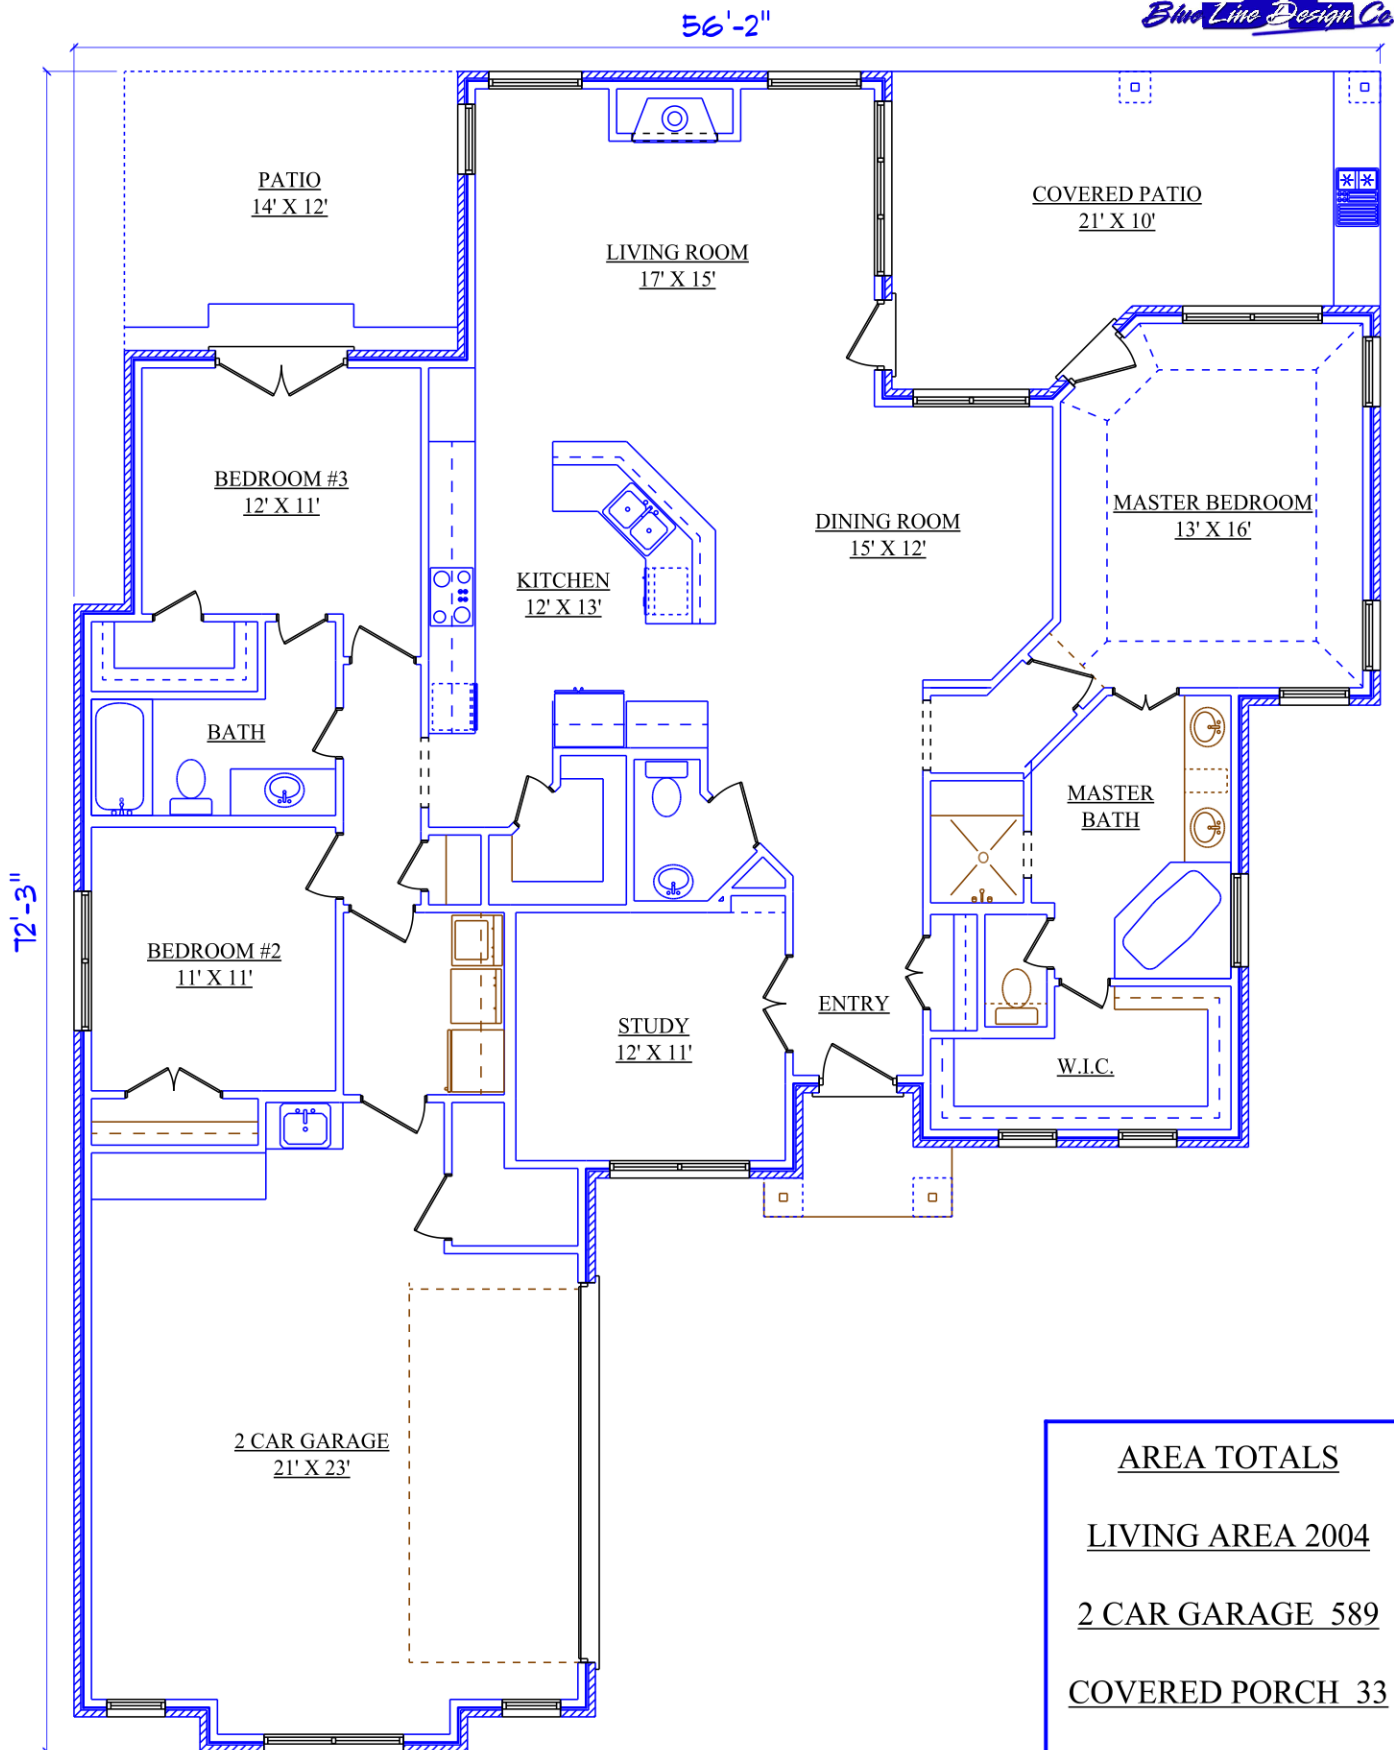 56'-2"
Blue Line Design Co.
PATIO
14' X 12'
COVERED PATIO
21' X 10'
LIVING ROOM
17' X 15'
BEDROOM #3
12' X 11'
MASTER BEDROOM
13' X 16'
DINING ROOM
15' X 12'
KITCHEN
12' X 13'
BATH
MASTER
BATH
72'-3"
BEDROOM #2
11' X 11'
ENTRY
STUDY
12' X 11'
W.I.C.
2 CAR GARAGE
21' X 23'
AREA TOTALS
LIVING AREA 2004
2 CAR GARAGE 589
COVERED PORCH 33